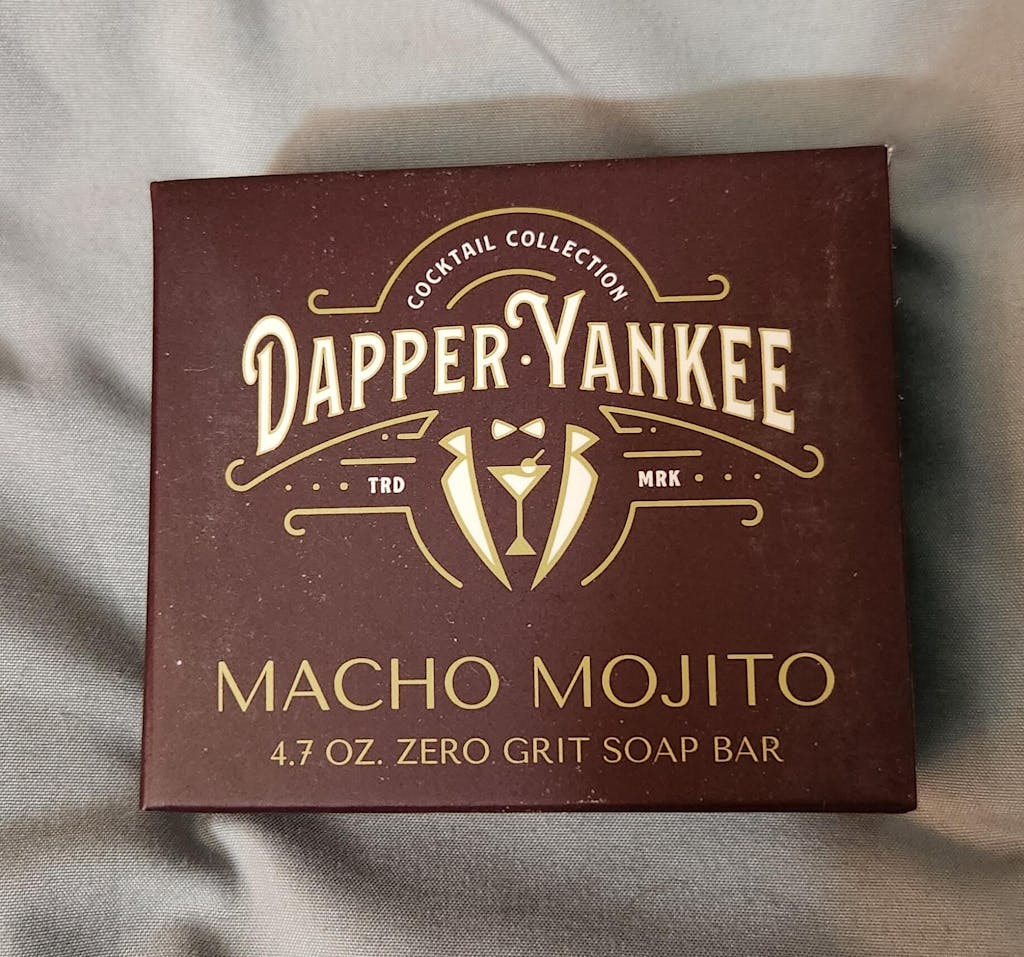 COCKTAIL COLLECTION
DAPPER·YANKEE
TRD MRK
MACHO MOJITO
4.7 OZ. ZERO GRIT SOAP BAR